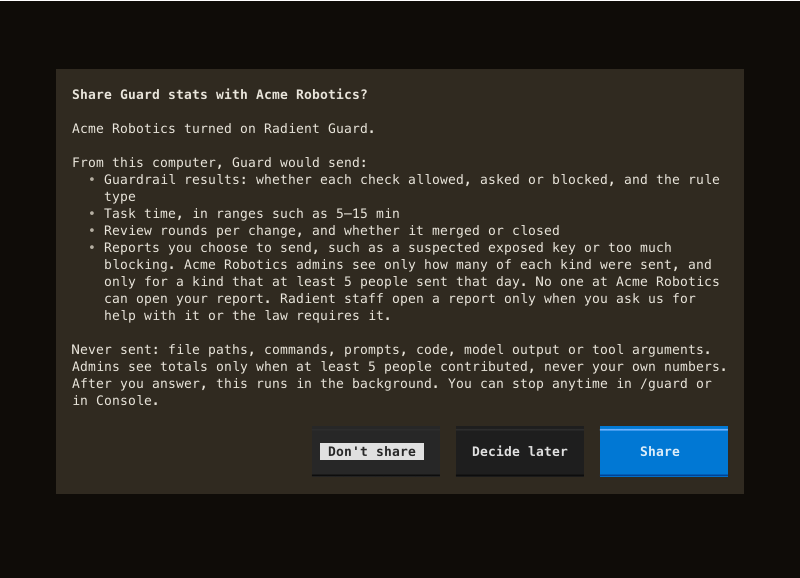 Share Guard stats with Acme Robotics?
Acme Robotics turned on Radient Guard.
From this computer, Guard would send:
• Guardrail results: whether each check allowed, asked or blocked, and the rule
type
• Task time, in ranges such as 5–15 min
• Review rounds per change, and whether it merged or closed
• Reports you choose to send, such as a suspected exposed key or too much
blocking. Acme Robotics admins see only how many of each kind were sent, and
only for a kind that at least 5 people sent that day. No one at Acme Robotics
can open your report. Radient staff open a report only when you ask us for
help with it or the law requires it.
Never sent: file paths, commands, prompts, code, model output or tool arguments.
Admins see totals only when at least 5 people contributed, never your own numbers.
After you answer, this runs in the background. You can stop anytime in /guard or
in Console.
Don't share
Decide later
Share